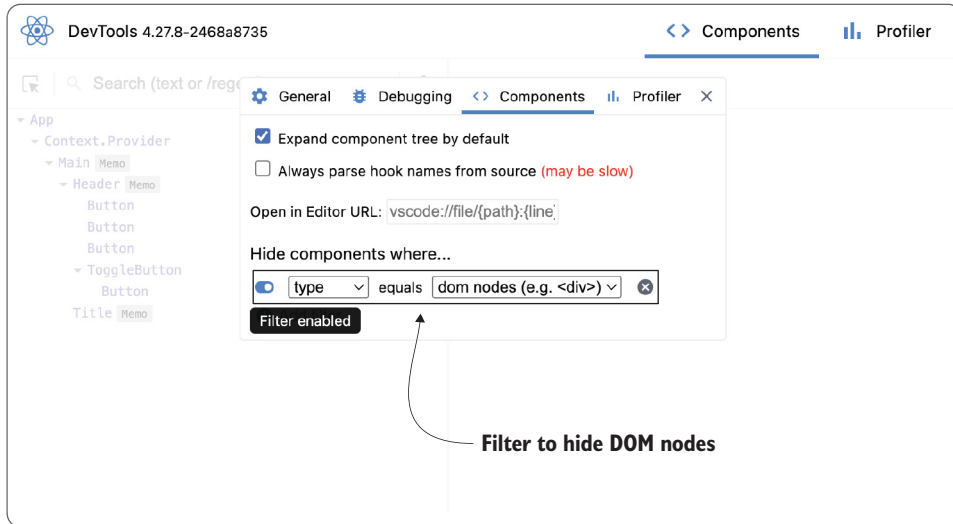 DevTools 4.27.8-2468a8735
Components
Profiler
Search (text or /rege
General
Debugging
Components
Profiler
App
Context.Provider
Main Memo
Header Memo
Button
Button
Button
ToggleButton
Button
Title Memo
Expand component tree by default
Always parse hook names from source (may be slow)
Open in Editor URL: vscode://file/{path}:{line}
Hide components where...
type equals dom nodes (e.g. <div>)
Filter enabled
Filter to hide DOM nodes